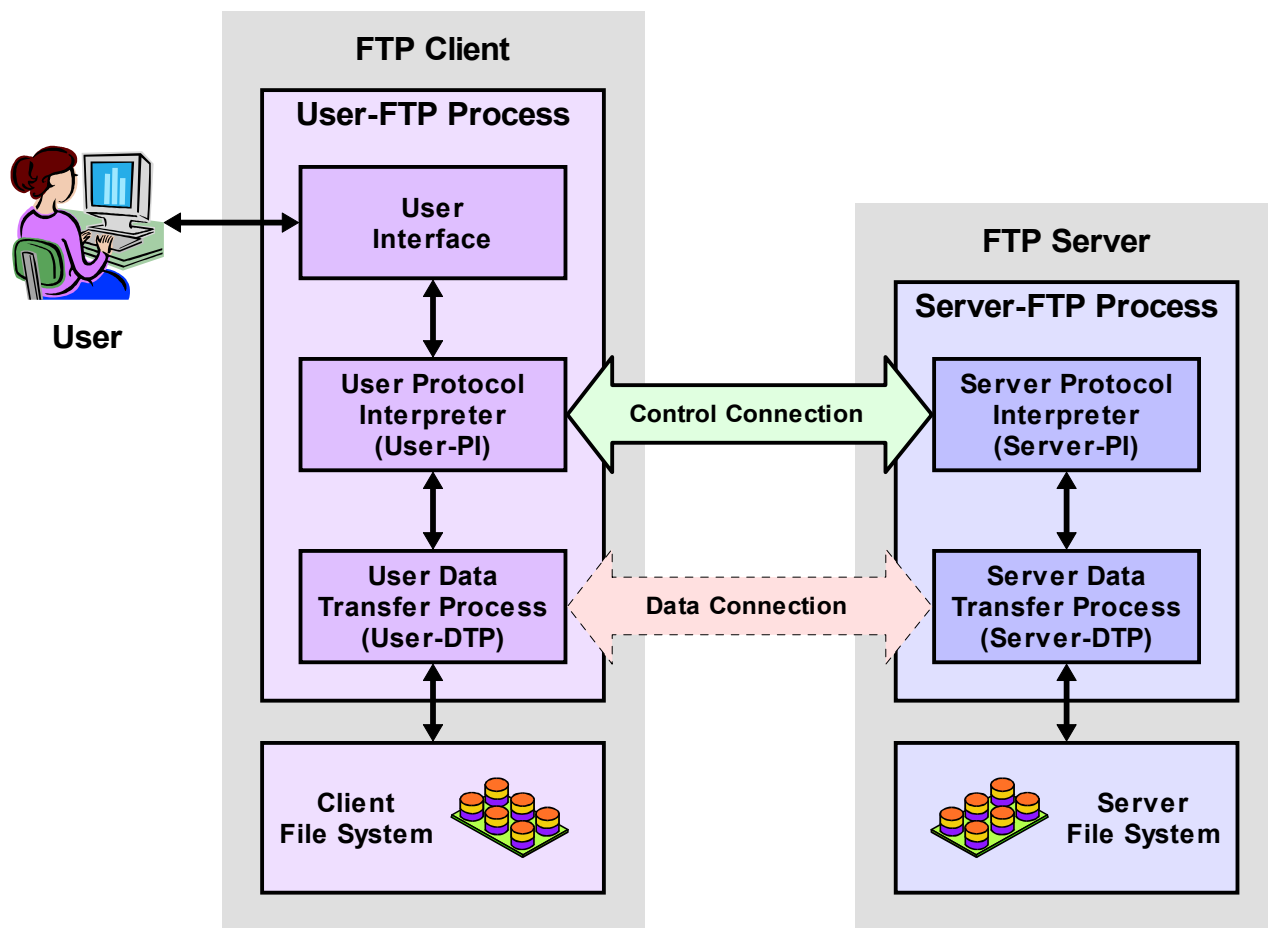 FTP Client
User-FTP Process
User
Interface
User
FTP Server
Server-FTP Process
User Protocol
Interpreter
(User-PI)
Control Connection
Server Protocol
Interpreter
(Server-PI)
User Data
Transfer Process
(User-DTP)
Data Connection
Server Data
Transfer Process
(Server-DTP)
Client
File System
Server
File System